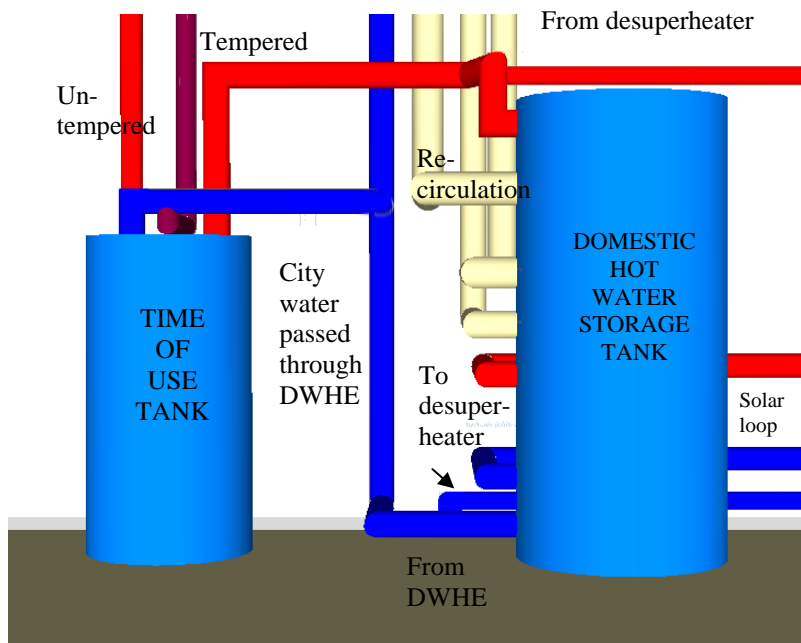 From desuperheater
Tempered
Un-
tempered
Re-
circulation
DOMESTIC
HOT
WATER
STORAGE
TANK
City
water
passed
through
DWHE
TIME
OF
USE
TANK
To
desuper-
heater
Solar
loop
From
DWHE